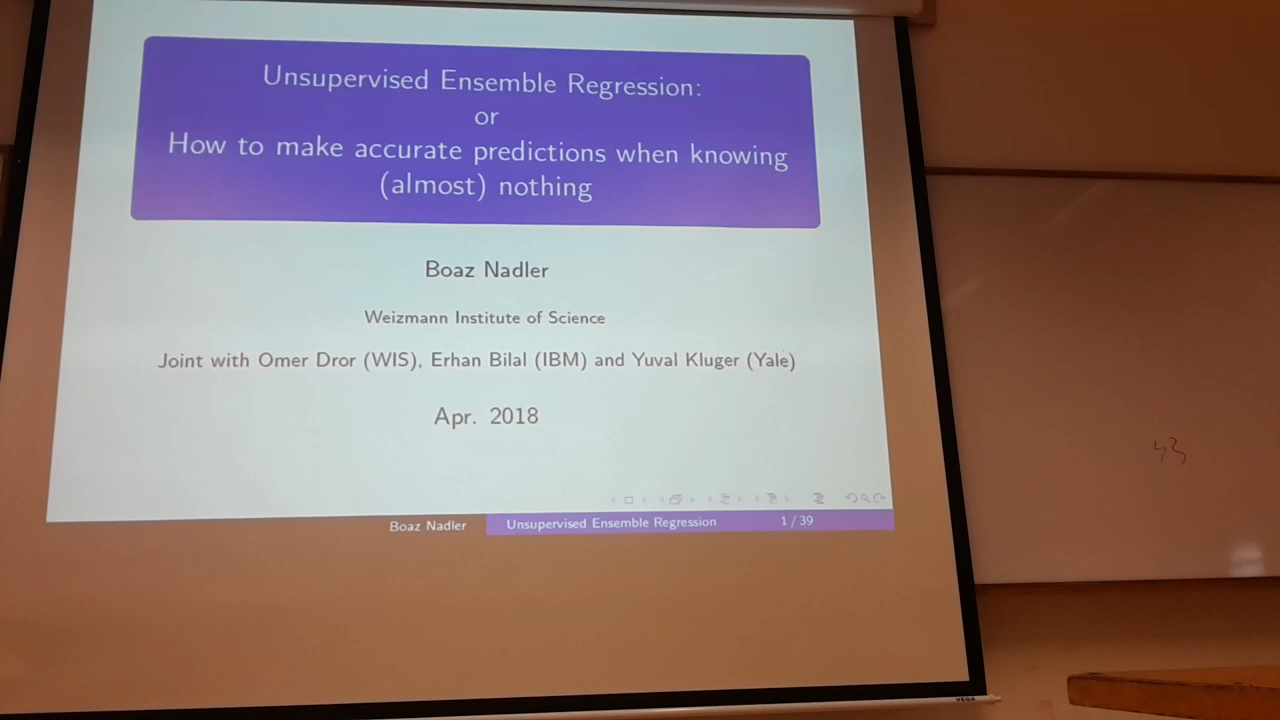 Unsupervised Ensemble Regression:
or
How to make accurate predictions when knowing
(almost) nothing
Boaz Nadler
Weizmann Institute of Science
Joint with Omer Dror (WIS), Erhan Bilal (IBM) and Yuval Kluger (Yale)
Apr. 2018
Boaz Nadler Unsupervised Ensemble Regression 1 / 39
VEGA